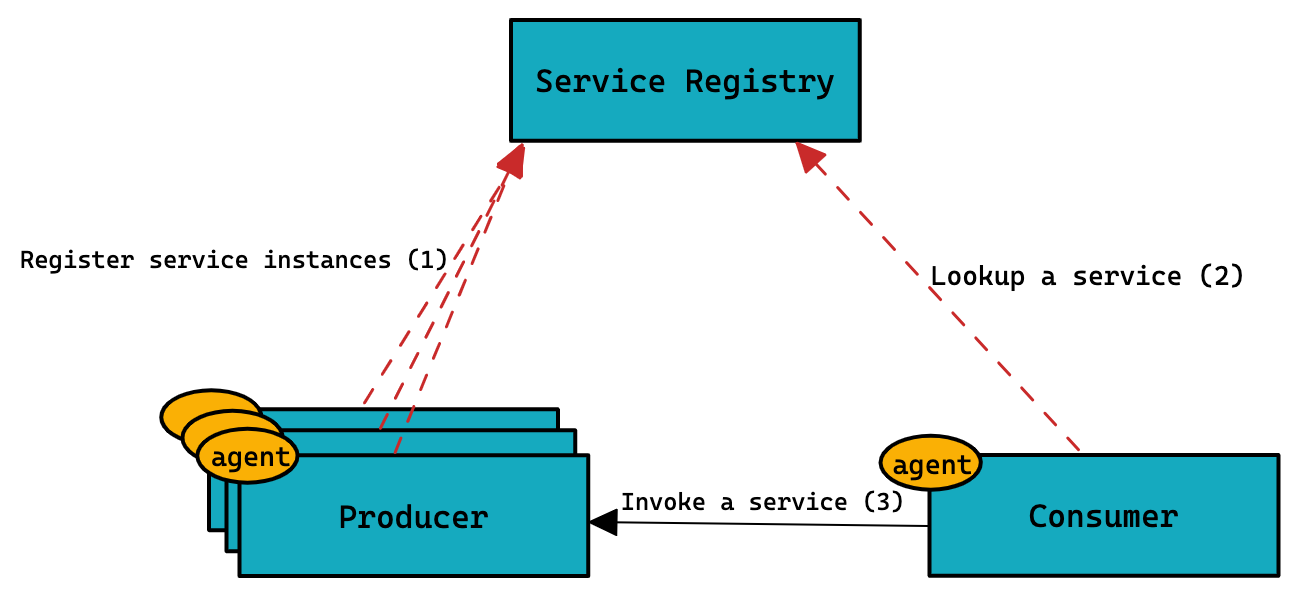 Service Registry
Register service instances (1)
Lookup a service (2)
agent
agent
Invoke a service (3)
Producer
Consumer